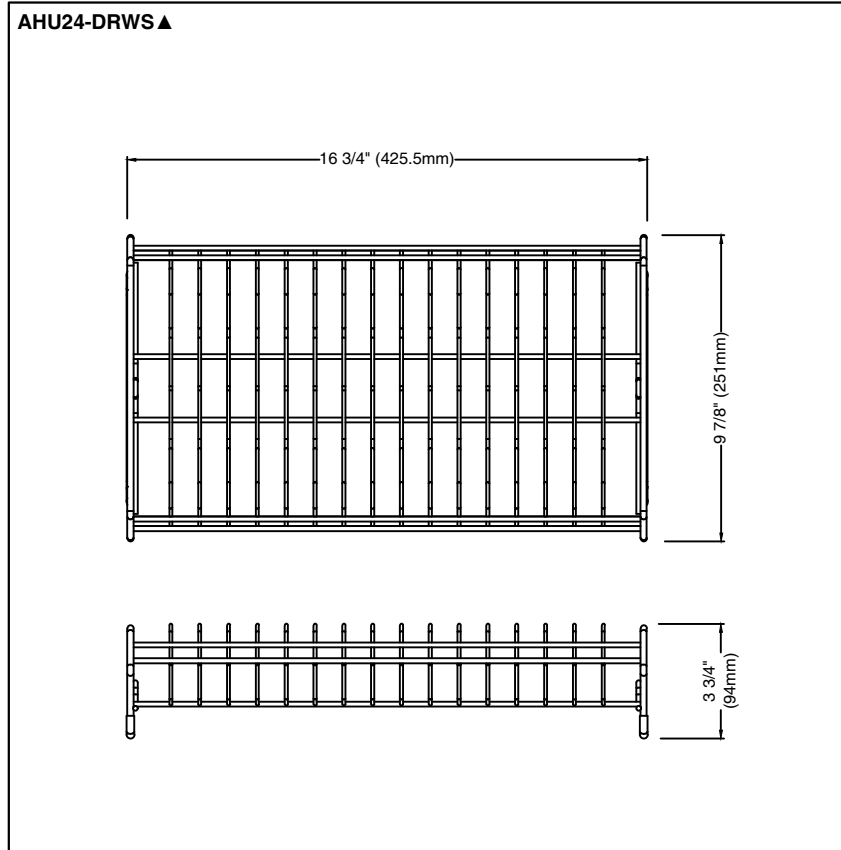 AHU24-DRWS▲
16 3/4" (425.5mm)
9 7/8" (251mm)
3 3/4"
(94mm)